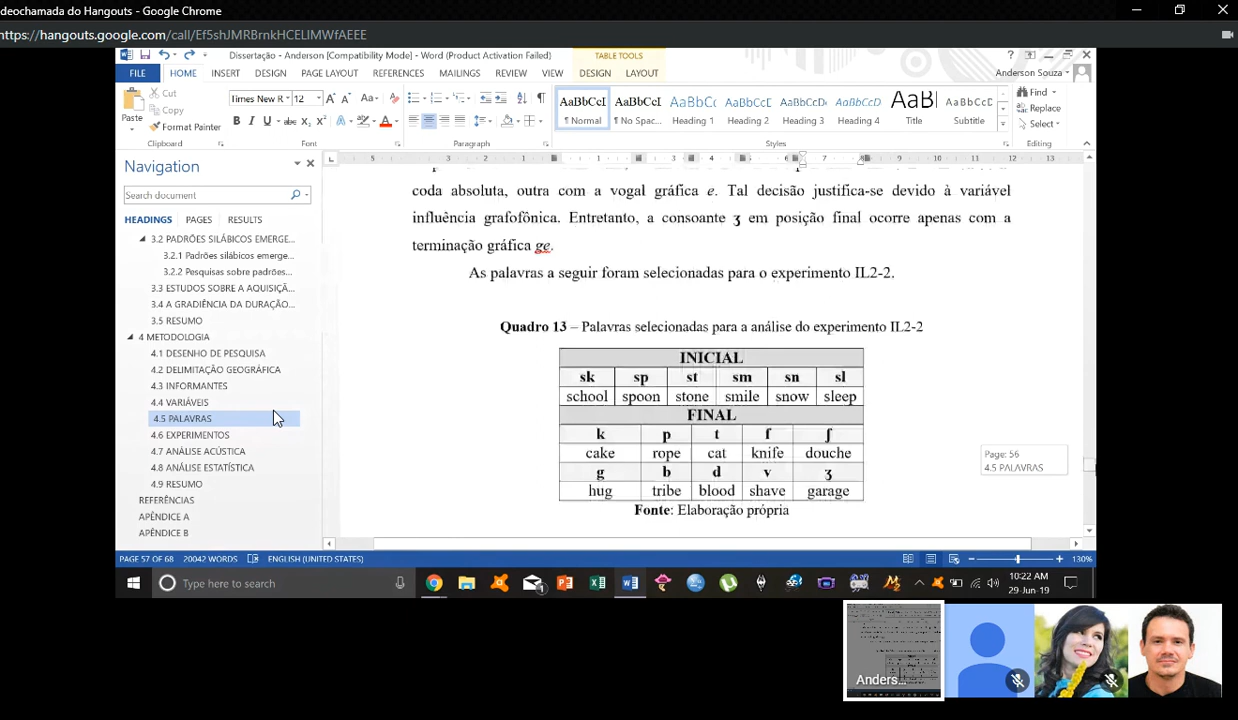 deochamada do Hangouts - Google Chrome
https://hangouts.google.com/call/Ef5shJMRBrnkHCELIMWfAEEE
Dissertação - Anderson [Compatibility Mode] - Word (Product Activation Failed)
TABLE TOOLS
FILE HOME INSERT DESIGN PAGE LAYOUT REFERENCES MAILINGS REVIEW VIEW DESIGN LAYOUT
Anderson Souza
Paste
Cut
Copy
Format Painter
Clipboard
Times New R 12
Font
Paragraph
AaBbCcI AaBbCcI AaBbCc AaBbCcI AaBbCcI AaBbCcI AaB AaBbCcD
¶ Normal ¶ No Spac... Heading 1 Heading 2 Heading 3 Heading 4 Title Subtitle
Styles
Find
Replace
Select
Editing
Navigation
Search document
HEADINGS PAGES RESULTS
3.2 PADRÕES SILÁBICOS EMERGE...
3.2.1 Padrões silábicos emerge...
3.2.2 Pesquisas sobre padrões...
3.3 ESTUDOS SOBRE A AQUISIÇÃ...
3.4 A GRADIÊNCIA DA DURAÇÃO...
3.5 RESUMO
4 METODOLOGIA
4.1 DESENHO DE PESQUISA
4.2 DELIMITAÇÃO GEOGRÁFICA
4.3 INFORMANTES
4.4 VARIÁVEIS
4.5 PALAVRAS
4.6 EXPERIMENTOS
4.7 ANÁLISE ACÚSTICA
4.8 ANÁLISE ESTATÍSTICA
4.9 RESUMO
REFERÊNCIAS
APÊNDICE A
APÊNDICE B
coda absoluta, outra com a vogal gráfica e. Tal decisão justifica-se devido à variável
influência grafofônica. Entretanto, a consoante ʒ em posição final ocorre apenas com a
terminação gráfica ge.
As palavras a seguir foram selecionadas para o experimento IL2-2.
Quadro 13 – Palavras selecionadas para a análise do experimento IL2-2
INICIAL
sk sp st sm sn sl
school spoon stone smile snow sleep
FINAL
k p t f ʃ
cake rope cat knife douche
g b d v ʒ
hug tribe blood shave garage
Fonte: Elaboração própria
Page: 56
4.5 PALAVRAS
PAGE 57 OF 68 20042 WORDS ENGLISH (UNITED STATES) 130%
Type here to search
10:22 AM
29-Jun-19
Anders...